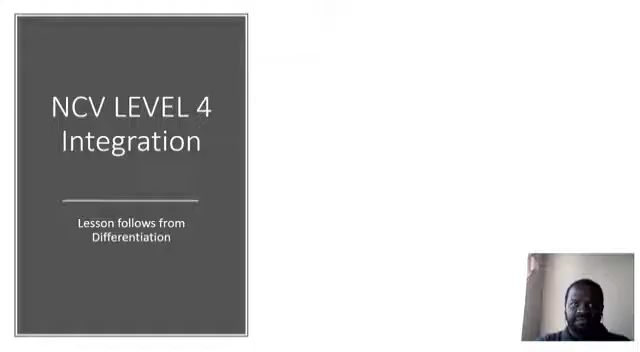 NCV LEVEL 4
Integration
Lesson follows from
Differentiation